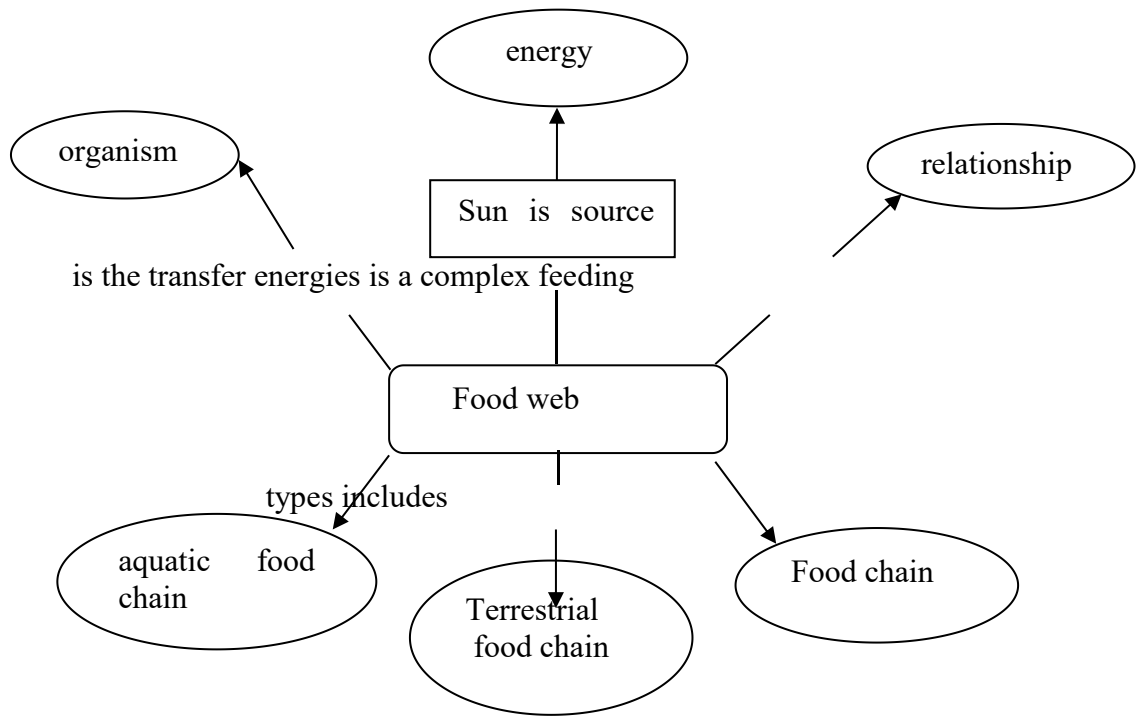 energy
organism
relationship
Sun is source
is the transfer energies is a complex feeding
Food web
types includes
aquatic food
chain
Food chain
Terrestrial
food chain